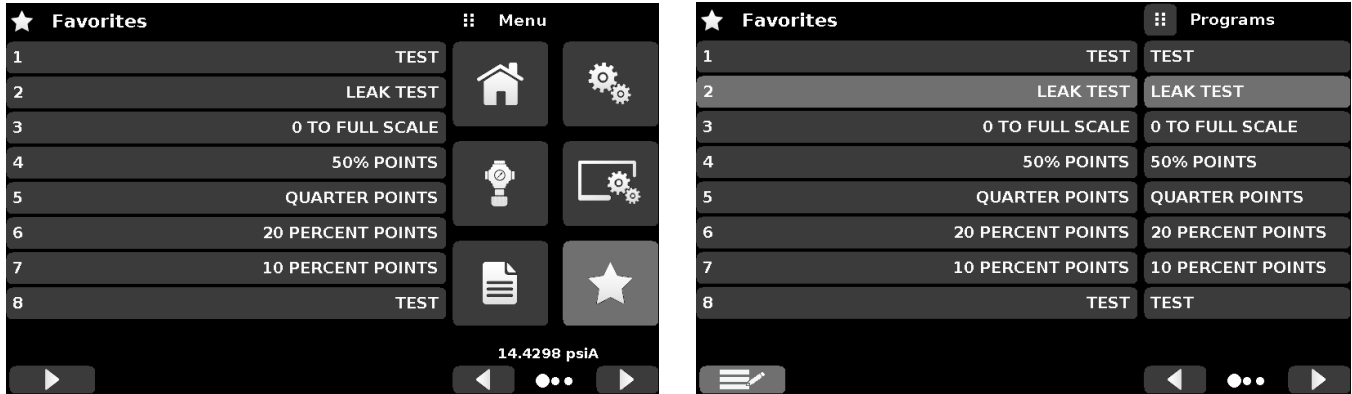 Favorites
Menu
1 TEST
2 LEAK TEST
3 0 TO FULL SCALE
4 50% POINTS
5 QUARTER POINTS
6 20 PERCENT POINTS
7 10 PERCENT POINTS
8 TEST
14.4298 psiA
Favorites
Programs
1 TEST TEST
2 LEAK TEST LEAK TEST
3 0 TO FULL SCALE 0 TO FULL SCALE
4 50% POINTS 50% POINTS
5 QUARTER POINTS QUARTER POINTS
6 20 PERCENT POINTS 20 PERCENT POINTS
7 10 PERCENT POINTS 10 PERCENT POINTS
8 TEST TEST